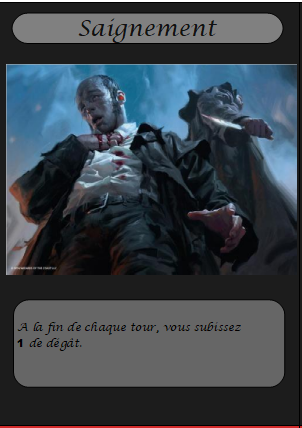 Saignement
A la fin de chaque tour, vous subissez
1 de dégât.